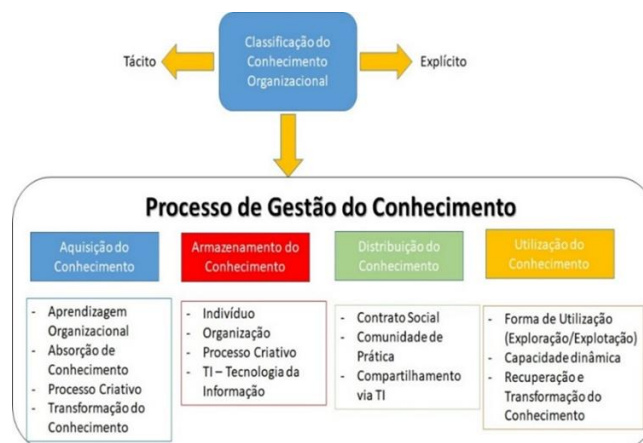 Classificação do
Conhecimento
Organizacional
Tácito
Explícito
Processo de Gestão do Conhecimento
Aquisição do
Conhecimento
Armazenamento do
Conhecimento
Distribuição do
Conhecimento
Utilização do
Conhecimento
- Aprendizagem
Organizacional
- Absorção de
Conhecimento
- Processo Criativo
- Transformação do
Conhecimento
- Indivíduo
- Organização
- Processo Criativo
- TI – Tecnologia da
Informação
- Contrato Social
- Comunidade de
Prática
- Compartilhamento
via TI
- Forma de Utilização
(Exploração/Explotação)
- Capacidade dinâmica
- Recuperação e
Transformação do
Conhecimento